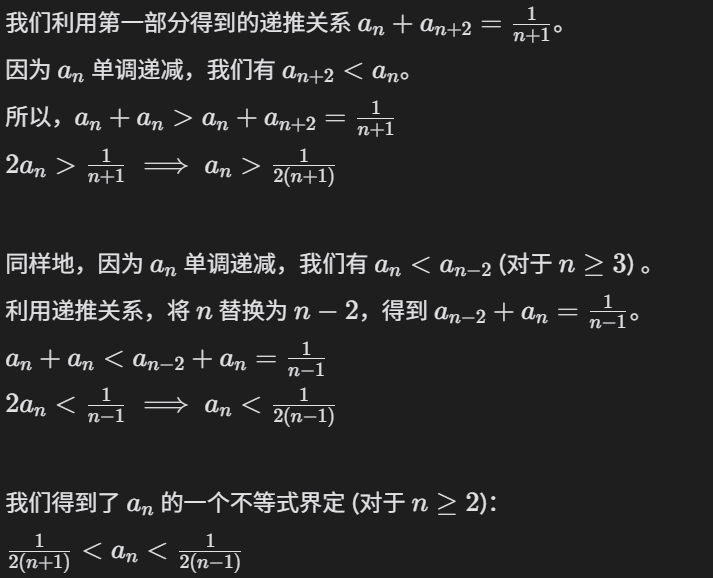 我们利用第一部分得到的递推关系 $a_n + a_{n+2} = \frac{1}{n+1}$。
因为 $a_n$ 单调递减，我们有 $a_{n+2} < a_n$。
所以，$a_n + a_n > a_n + a_{n+2} = \frac{1}{n+1}$
$2a_n > \frac{1}{n+1} \implies a_n > \frac{1}{2(n+1)}$
同样地，因为 $a_n$ 单调递减，我们有 $a_n < a_{n-2}$ (对于 $n \geq 3$) 。
利用递推关系，将 $n$ 替换为 $n-2$，得到 $a_{n-2} + a_n = \frac{1}{n-1}$。
$a_n + a_n < a_{n-2} + a_n = \frac{1}{n-1}$
$2a_n < \frac{1}{n-1} \implies a_n < \frac{1}{2(n-1)}$
我们得到了 $a_n$ 的一个不等式界定 (对于 $n \geq 2$)：
$\frac{1}{2(n+1)} < a_n < \frac{1}{2(n-1)}$